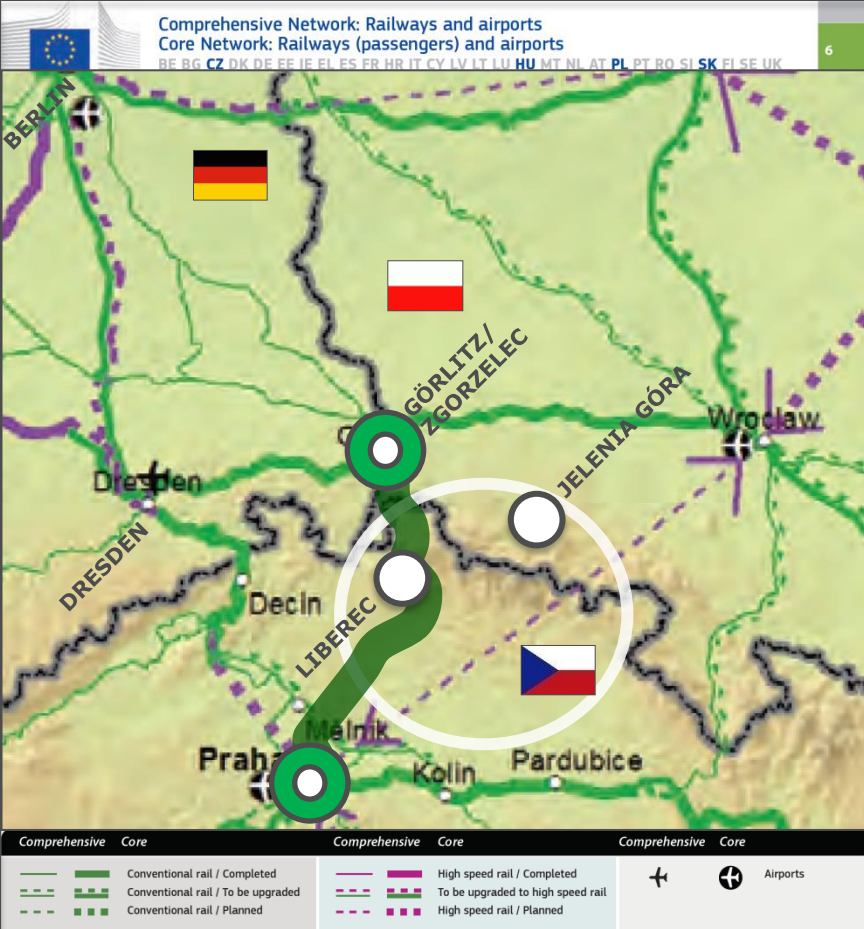 Comprehensive Network: Railways and airports
Core Network: Railways (passengers) and airports
BE BG CZ DK DE EE IE EL ES FR HR IT CY LV LT LU HU MT NL AT PL PT RO SI SK FI SE UK
6
BERLIN
GÖRLITZ/
ZGORZELEC
JELENIA GÓRA
Wrocław
Dresden
DRESDEN
Decin
LIBEREC
Mělnik
Praha
Kolin
Pardubice
Comprehensive Core
Comprehensive Core
Comprehensive Core
Conventional rail / Completed
Conventional rail / To be upgraded
Conventional rail / Planned
High speed rail / Completed
To be upgraded to high speed rail
High speed rail / Planned
Airports